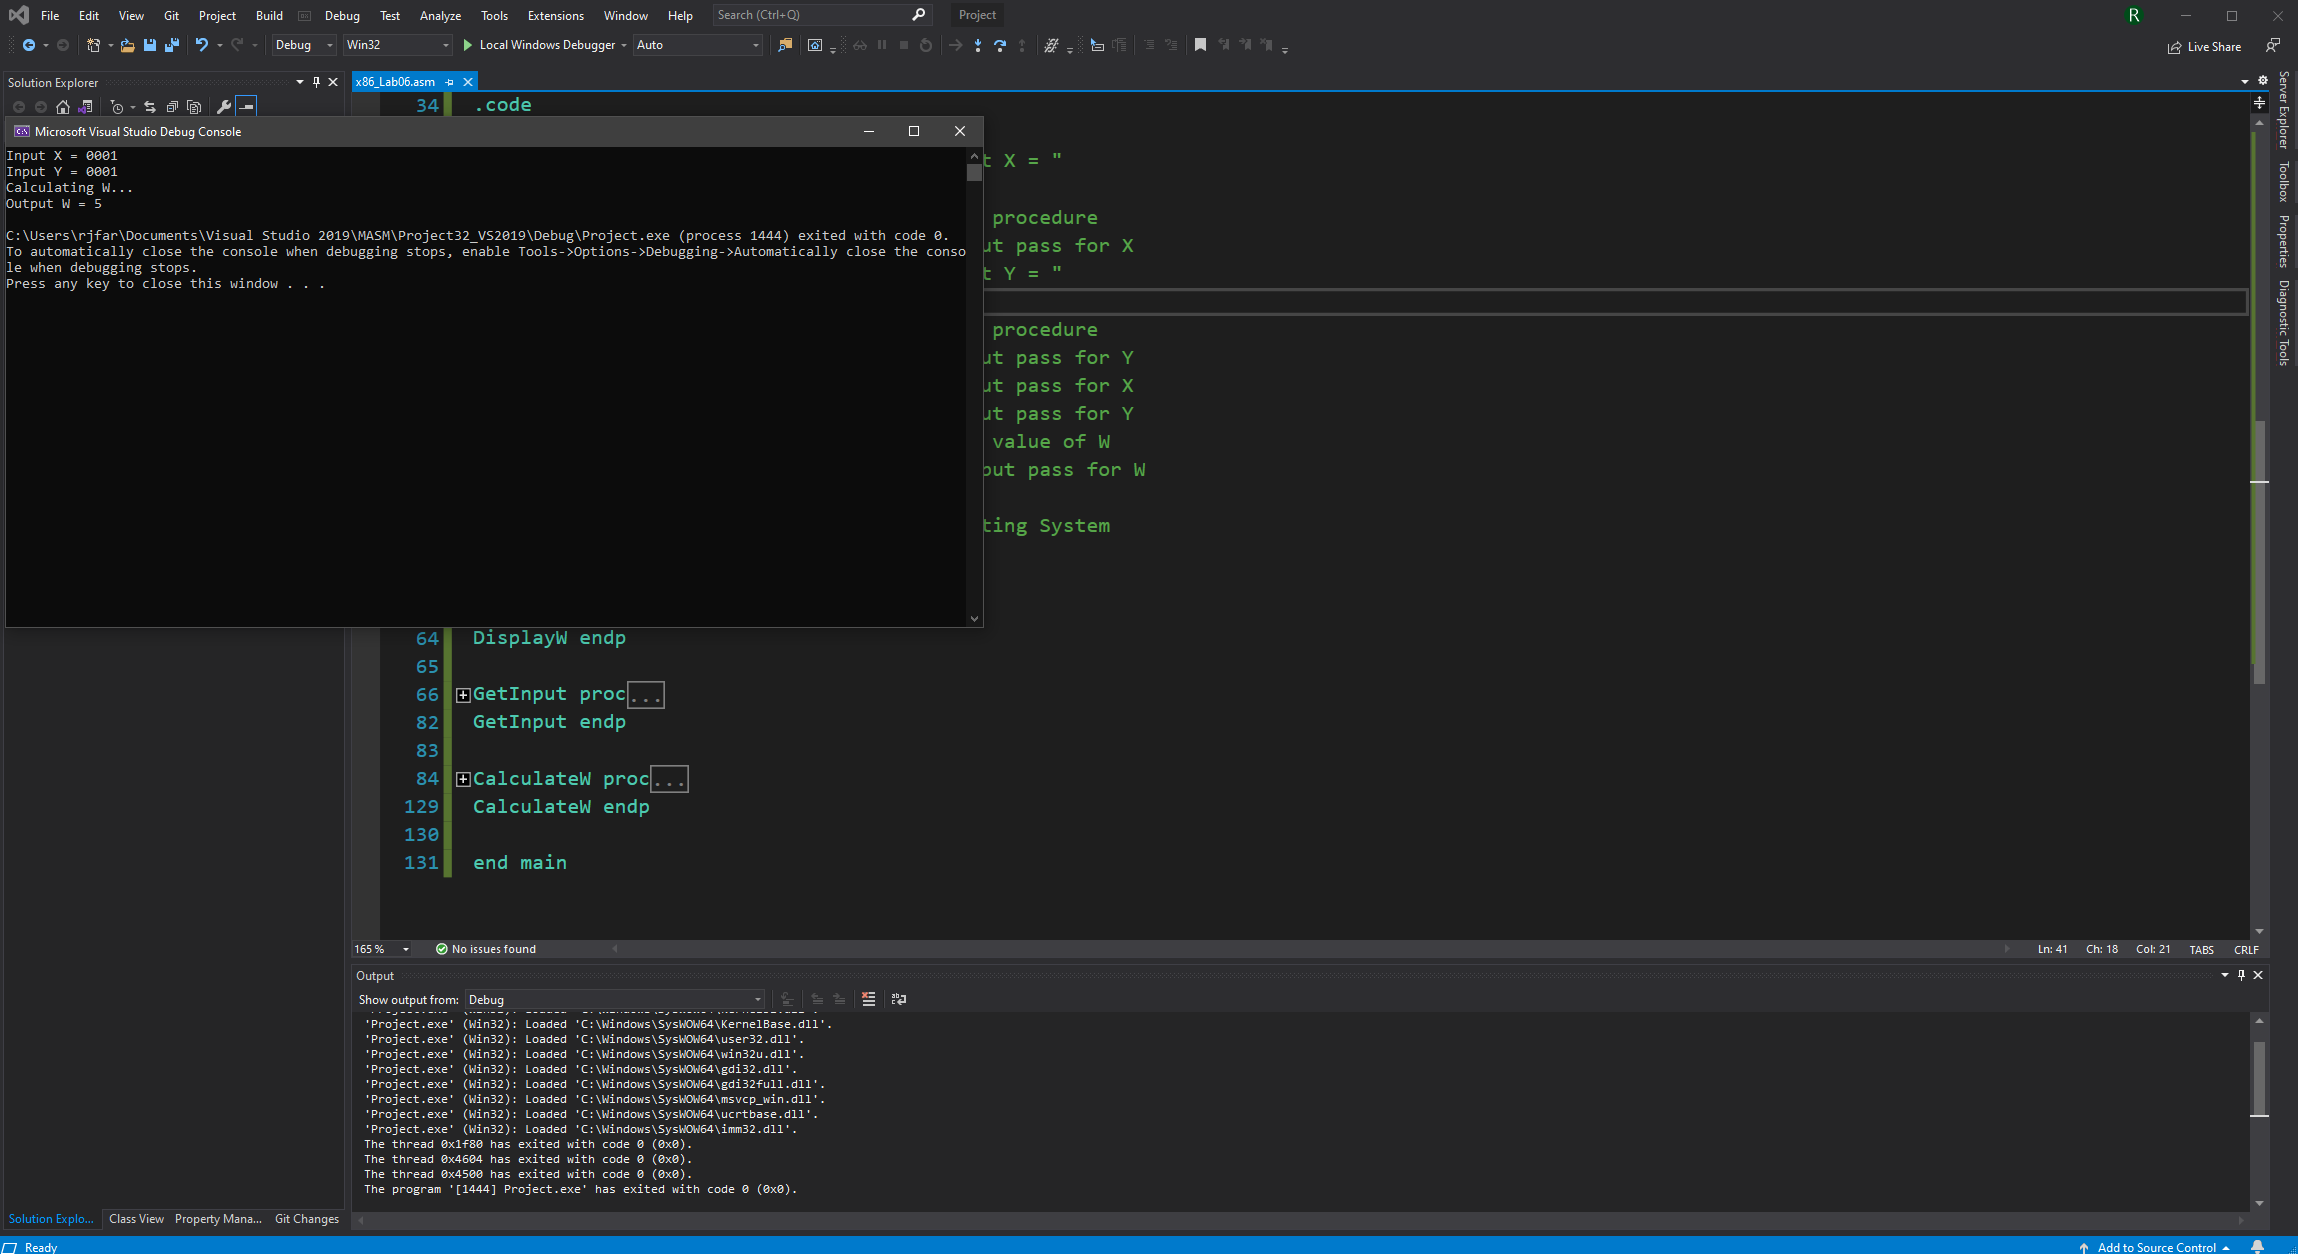 File Edit View Git Project Build Debug Test Analyze Tools Extensions Window Help Search (Ctrl+Q) Project R
Debug Win32 Local Windows Debugger Auto Live Share
Solution Explorer
x86_Lab06.asm
34 .code
Microsoft Visual Studio Debug Console
Input X = 0001
Input Y = 0001
Calculating W...
Output W = 5
C:\Users\rjfar\Documents\Visual Studio 2019\MASM\Project32_VS2019\Debug\Project.exe (process 1444) exited with code 0.
To automatically close the console when debugging stops, enable Tools->Options->Debugging->Automatically close the conso
le when debugging stops.
Press any key to close this window . . .
t X = "
procedure
ut pass for X
t Y = "
procedure
ut pass for Y
ut pass for X
ut pass for Y
value of W
put pass for W
ting System
64 DisplayW endp
65
66 GetInput proc...
82 GetInput endp
83
84 CalculateW proc...
129 CalculateW endp
130
131 end main
Server Explorer
Toolbox
Properties
Diagnostic Tools
165 % No issues found Ln: 41 Ch: 18 Col: 21 TABS CRLF
Output
Show output from: Debug
'Project.exe' (Win32): Loaded 'C:\Windows\SysWOW64\KernelBase.dll'.
'Project.exe' (Win32): Loaded 'C:\Windows\SysWOW64\user32.dll'.
'Project.exe' (Win32): Loaded 'C:\Windows\SysWOW64\win32u.dll'.
'Project.exe' (Win32): Loaded 'C:\Windows\SysWOW64\gdi32.dll'.
'Project.exe' (Win32): Loaded 'C:\Windows\SysWOW64\gdi32full.dll'.
'Project.exe' (Win32): Loaded 'C:\Windows\SysWOW64\msvcp_win.dll'.
'Project.exe' (Win32): Loaded 'C:\Windows\SysWOW64\ucrtbase.dll'.
'Project.exe' (Win32): Loaded 'C:\Windows\SysWOW64\imm32.dll'.
The thread 0x1f80 has exited with code 0 (0x0).
The thread 0x4604 has exited with code 0 (0x0).
The thread 0x4500 has exited with code 0 (0x0).
The program '[1444] Project.exe' has exited with code 0 (0x0).
Solution Explo... Class View Property Mana... Git Changes
Ready Add to Source Control